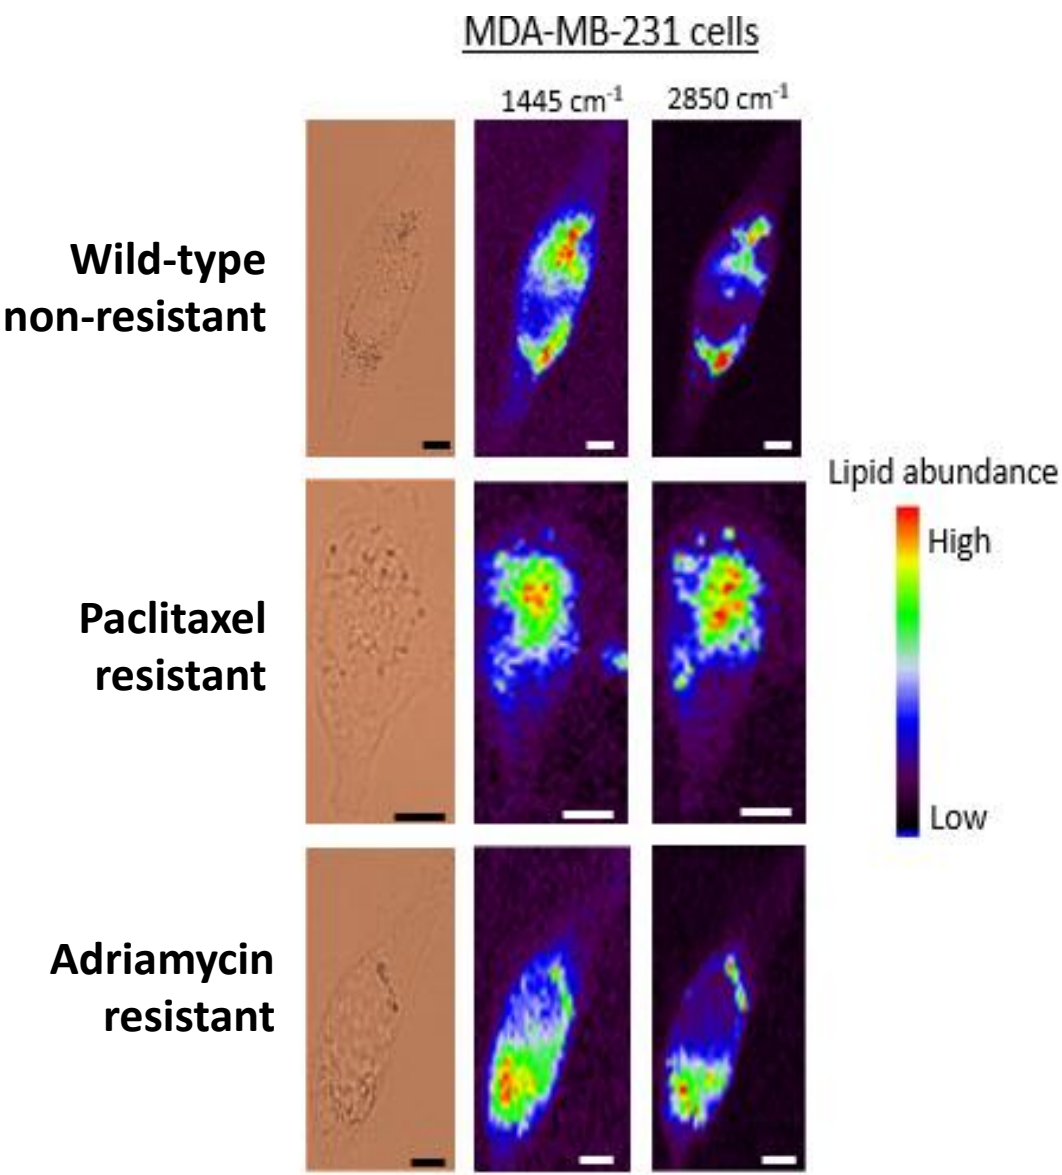 MDA-MB-231 cells
1445 cm-1
2850 cm-1
Wild-type
non-resistant
Lipid abundance
High
Low
Paclitaxel
resistant
Adriamycin
resistant